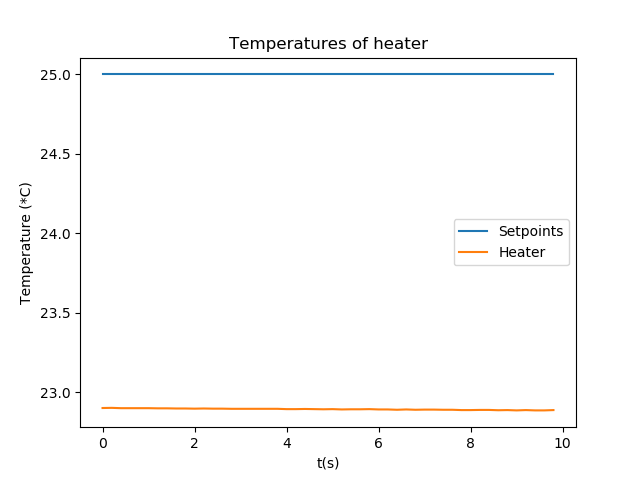 Temperatures of heater
25.0
24.5
24.0
23.5
23.0
Temperature (*C)
Setpoints
Heater
0
2
4
6
8
10
t(s)